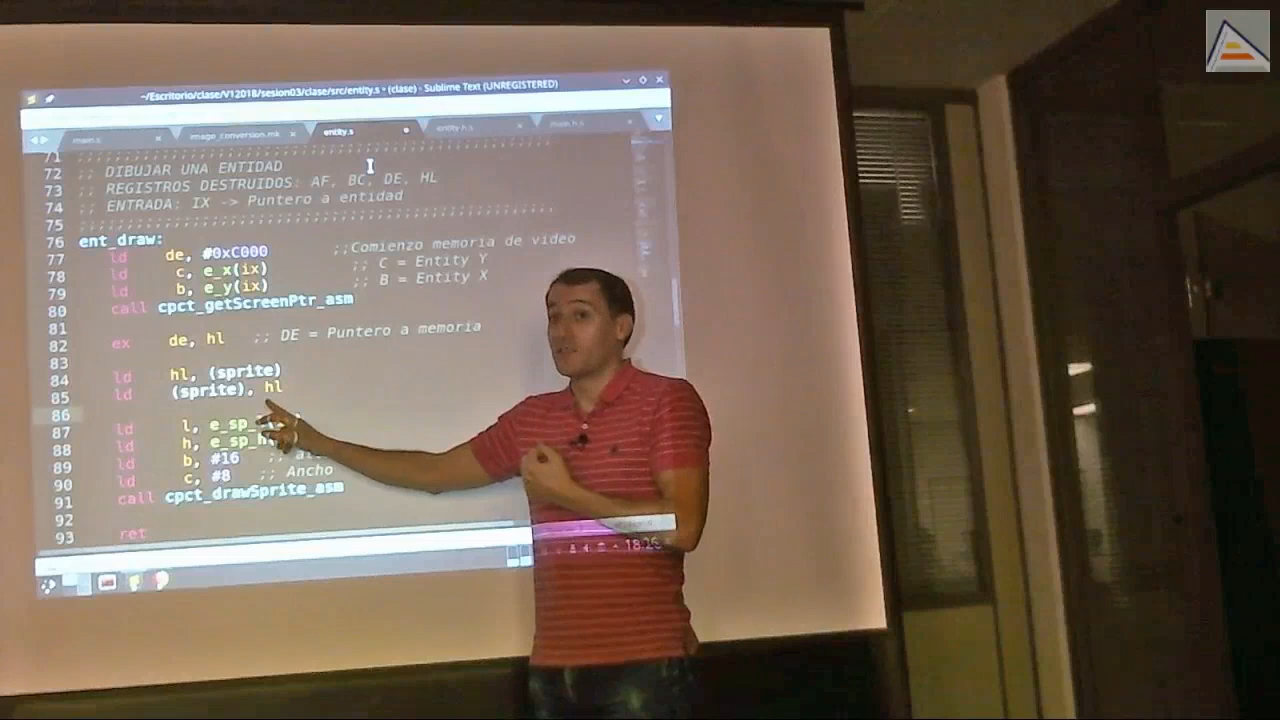 ~/Escritorio/clase/V12018/sesion03/clase/src/entity.s • (clase) - Sublime Text (UNREGISTERED)
main.s image_conversion.mk entity.s entity.h.s main.h.s
71 ;;;;;;;;;;;;;;;;;;;;;;;;;;;;;;;;;;;;;;;;;;;;;;;;;;
72 ;; DIBUJAR UNA ENTIDAD
73 ;; REGISTROS DESTRUIDOS: AF, BC, DE, HL
74 ;; ENTRADA: IX -> Puntero a entidad
75 ;;;;;;;;;;;;;;;;;;;;;;;;;;;;;;;;;;;;;;;;;;;;;;;;;;
76 ent_draw:
77 ld de, #0xC000 ;;Comienzo memoria de video
78 ld c, e_x(ix) ;; C = Entity Y
79 ld b, e_y(ix) ;; B = Entity X
80 call cpct_getScreenPtr_asm
81
82 ex de, hl ;; DE = Puntero a memoria
83
84 ld hl, (sprite)
85 ld (sprite), hl
86
87 ld l, e_sp_
88 ld h, e_sp_h
89 ld b, #16 ;;
90 ld c, #8 ;; Ancho
91 call cpct_drawSprite_asm
92
93 ret
18:26